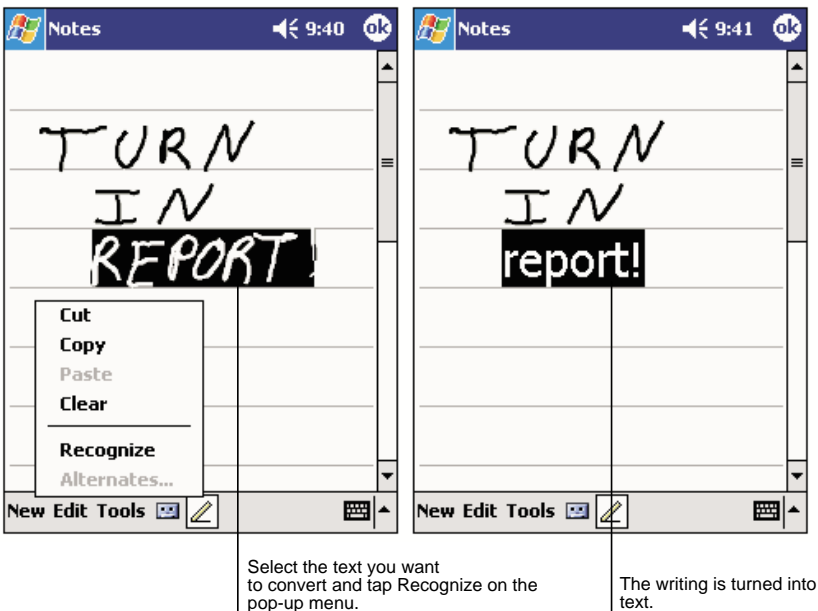 Notes 9:40 ok
TURN
IN
REPORT!
Cut
Copy
Paste
Clear
Recognize
Alternates...
New Edit Tools
Select the text you want
to convert and tap Recognize on the
pop-up menu.
Notes 9:41 ok
TURN
IN
report!
New Edit Tools
The writing is turned into
text.